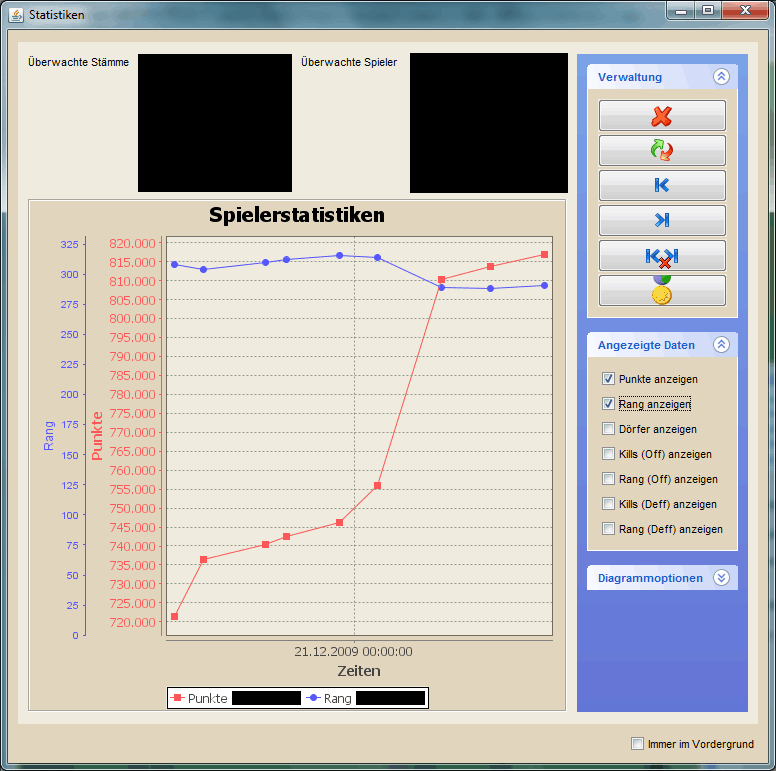 Statistiken
Überwachte Stämme
Überwachte Spieler
Spielerstatistiken
Rang
325
300
275
250
225
200
175
150
125
100
75
50
25
0
Punkte
820.000
815.000
810.000
805.000
800.000
795.000
790.000
785.000
780.000
775.000
770.000
765.000
760.000
755.000
750.000
745.000
740.000
735.000
730.000
725.000
720.000
21.12.2009 00:00:00
Zeiten
Punkte
Rang
Verwaltung
Angezeigte Daten
Punkte anzeigen
Rang anzeigen
Dörfer anzeigen
Kills (Off) anzeigen
Rang (Off) anzeigen
Kills (Deff) anzeigen
Rang (Deff) anzeigen
Diagrammoptionen
Immer im Vordergrund